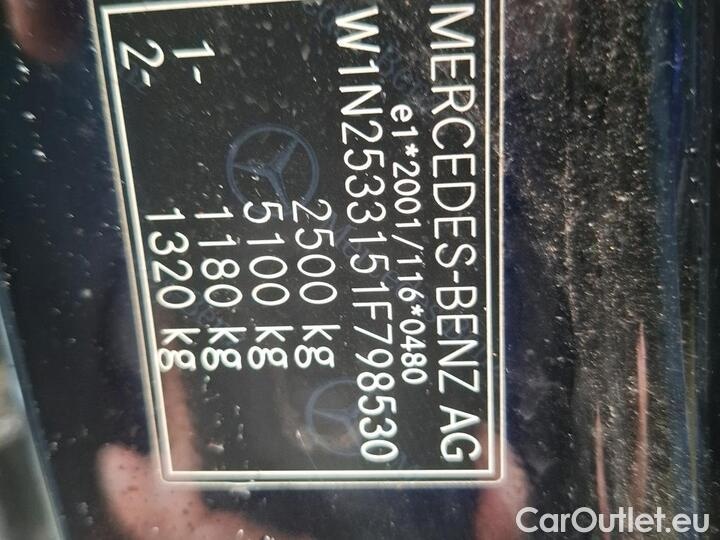 MERCEDES-BENZ AG
e1*2001/116*0480
W1N2533151F798530
2500 kg
5100 kg
1- 1180 kg
2- 1320 kg
CarOutlet.eu